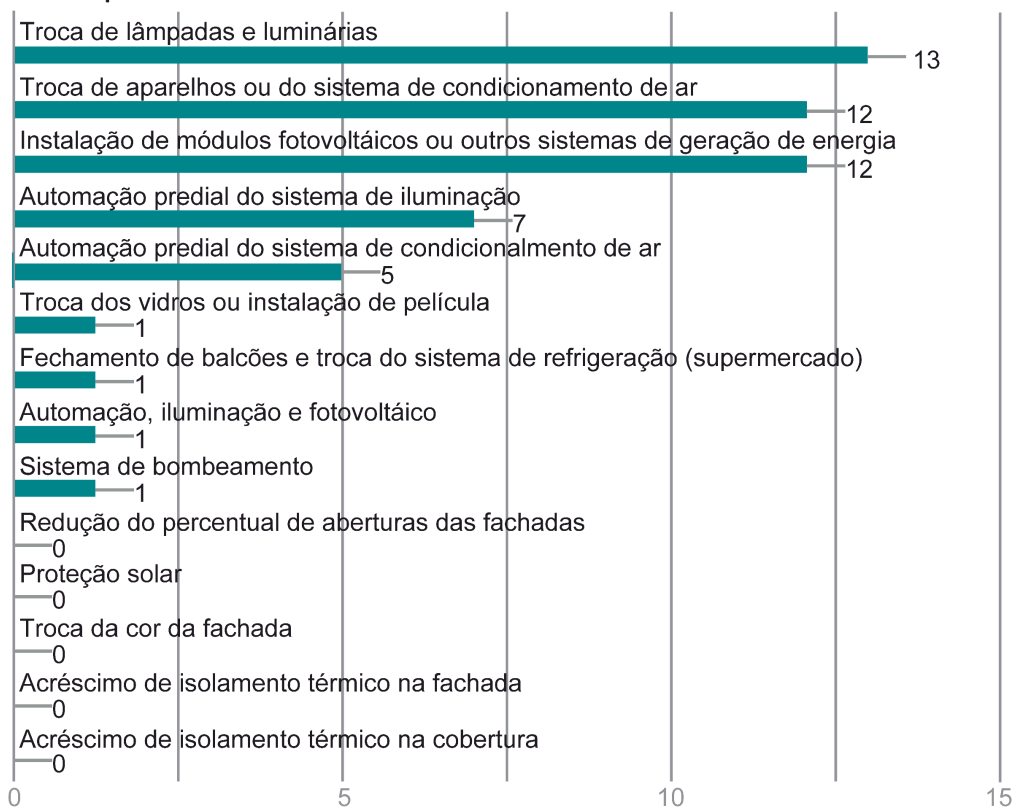 Troca de lâmpadas e luminárias
13
Troca de aparelhos ou do sistema de condicionamento de ar
12
Instalação de módulos fotovoltáicos ou outros sistemas de geração de energia
12
Automação predial do sistema de iluminação
7
Automação predial do sistema de condicionalmento de ar
5
Troca dos vidros ou instalação de película
1
Fechamento de balcões e troca do sistema de refrigeração (supermercado)
1
Automação, iluminação e fotovoltáico
1
Sistema de bombeamento
1
Redução do percentual de aberturas das fachadas
0
Proteção solar
0
Troca da cor da fachada
0
Acréscimo de isolamento térmico na fachada
0
Acréscimo de isolamento térmico na cobertura
0
0 5 10 15